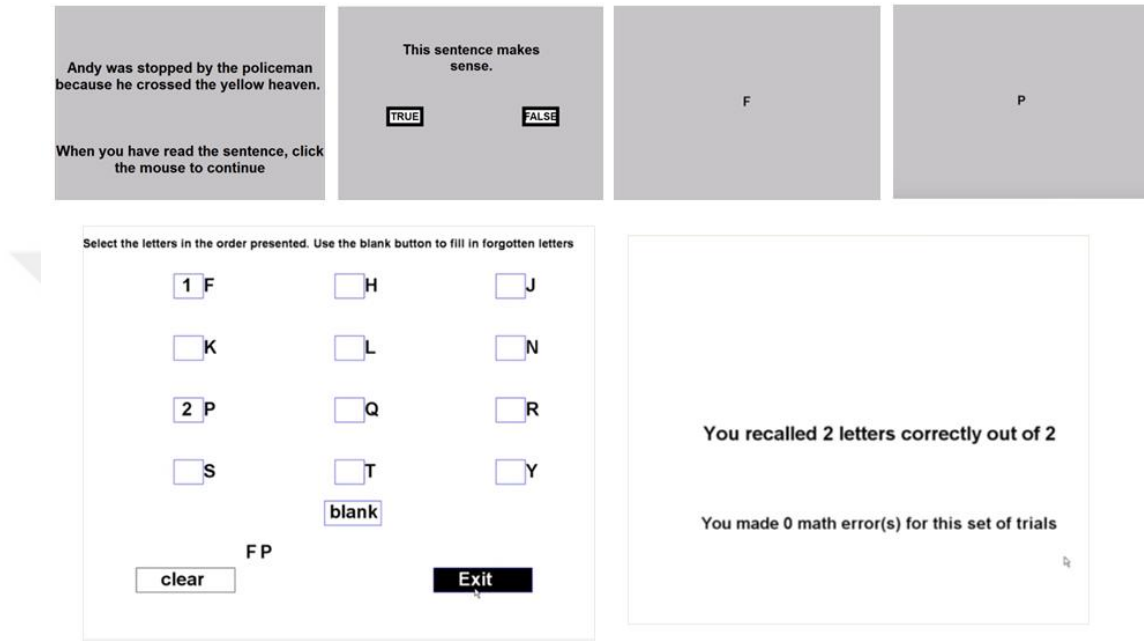 Andy was stopped by the policeman
because he crossed the yellow heaven.
When you have read the sentence, click
the mouse to continue
This sentence makes
sense.
TRUE
FALSE
F
P
Select the letters in the order presented. Use the blank button to fill in forgotten letters
1 F
H
J
K
L
N
2 P
Q
R
S
T
Y
blank
F P
clear
Exit
You recalled 2 letters correctly out of 2
You made 0 math error(s) for this set of trials